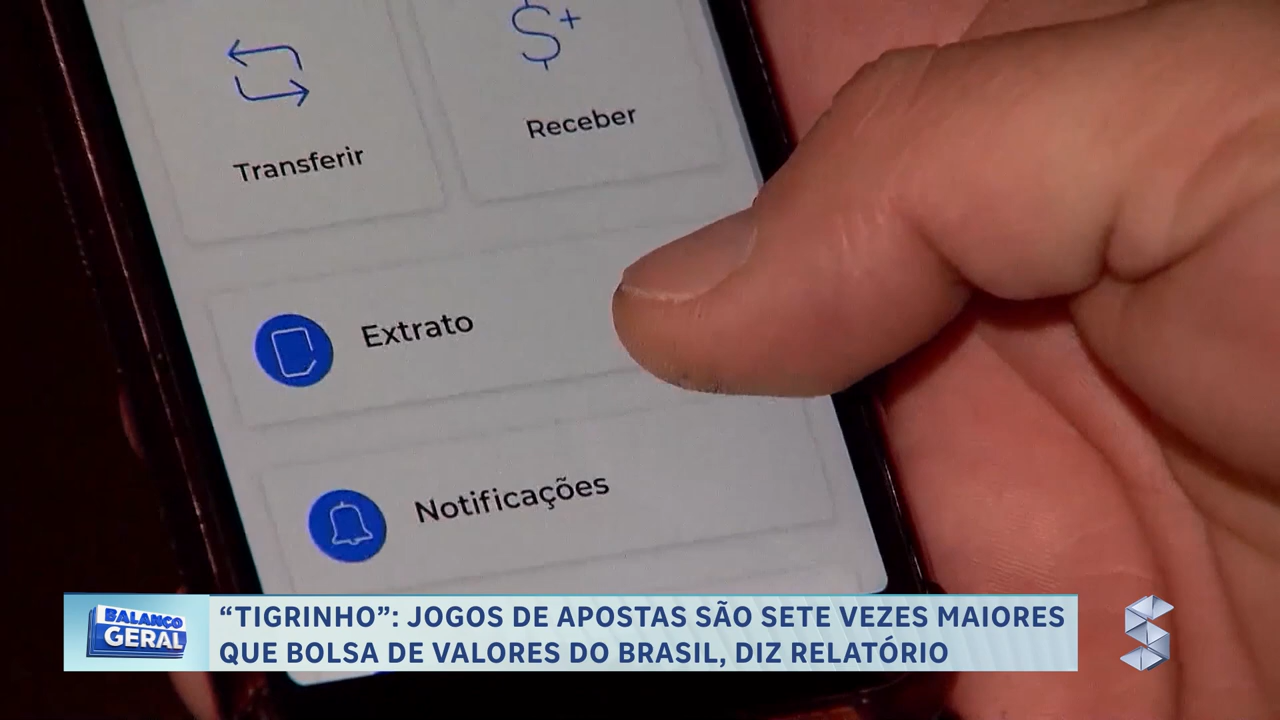 Transferir
Receber
Extrato
Notificações
BALANÇO
GERAL
“TIGRINHO”: JOGOS DE APOSTAS SÃO SETE VEZES MAIORES
QUE BOLSA DE VALORES DO BRASIL, DIZ RELATÓRIO